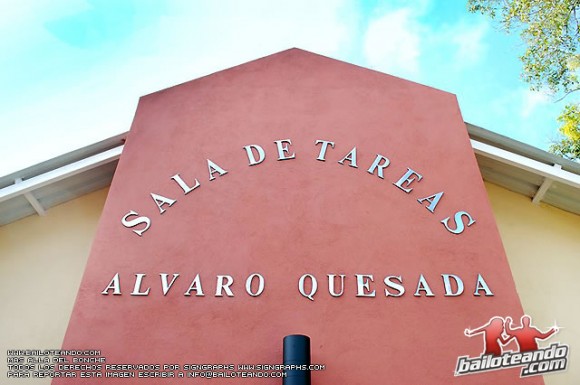 SALA DE TAREAS
ALVARO QUESADA
WWW.BAILOTEANDO.COM
MAS ALLA DEL BONCHE
TODOS LOS DERECHOS RESERVADOS POR SIGNGRAPHS WWW.SIGNGRAPHS.COM
PARA REPORTAR ESTA IMAGEN ESCRIBIR A INFO@BAILOTEANDO.COM
bailoteando
.com